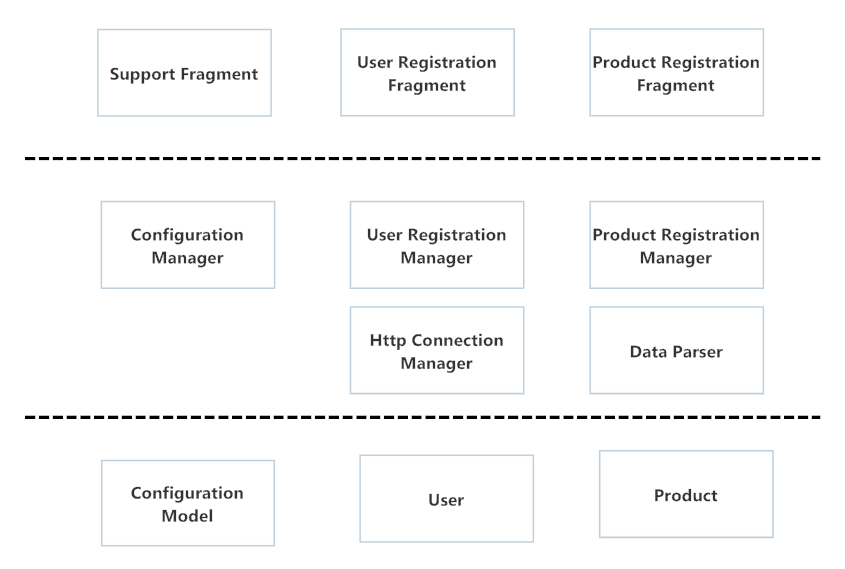 Support Fragment
User Registration
Fragment
Product Registration
Fragment
Configuration
Manager
User Registration
Manager
Product Registration
Manager
Http Connection
Manager
Data Parser
Configuration
Model
User
Product